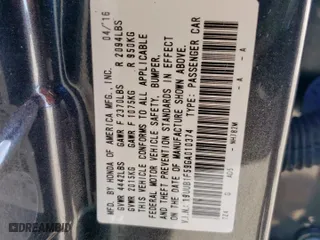 MFD. BY HONDA OF AMERICA MFG., INC. 04/16
GVWR 4442LBS GAWR F 2370LBS R 2094LBS
GVWR 2015KG GAWR F 1075KG R 950KG
THIS VEHICLE CONFORMS TO ALL APPLICABLE
FEDERAL MOTOR VEHICLE SAFETY, BUMPER,
AND THEFT PREVENTION STANDARDS IN EFFECT
ON THE DATE OF MANUFACTURE SHOWN ABOVE.
V.I.N.: 19UUB1F59GA010374 TYPE: PASSENGER CAR
A
A